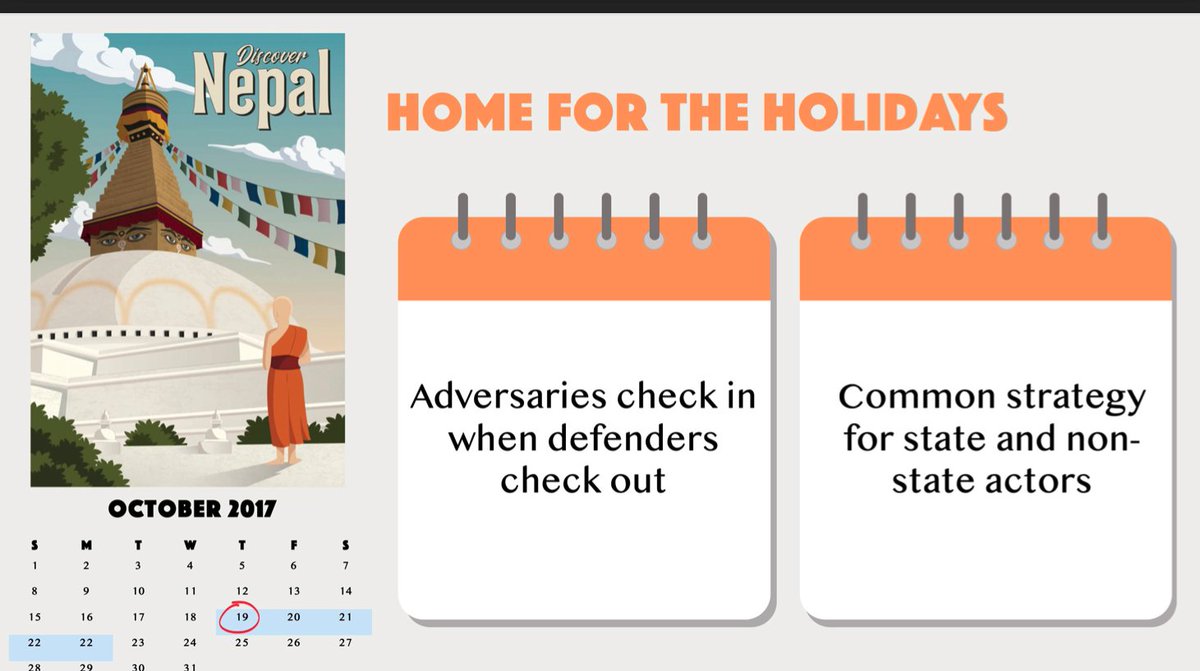 Discover
Nepal
HOME FOR THE HOLIDAYS
Adversaries check in
when defenders
check out
Common strategy
for state and non-
state actors
OCTOBER 2017
S M T W T F S
1 2 3 4 5 6 7
8 9 10 11 12 13 14
15 16 17 18 19 20 21
22 22 23 24 25 26 27
28 29 30 31